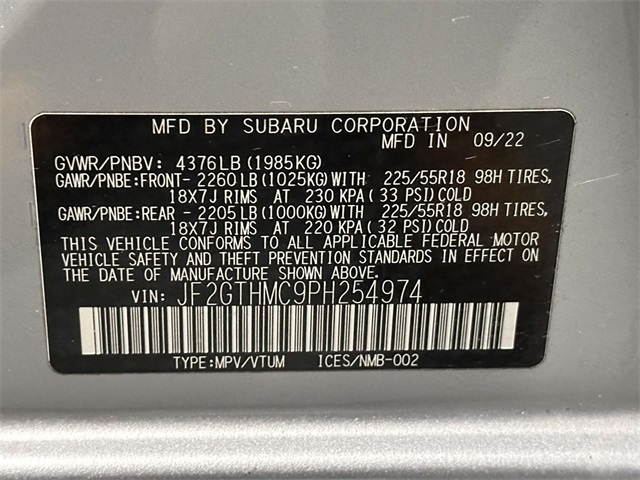 MFD BY SUBARU CORPORATION
MFD IN 09/22
GVWR/PNBV: 4376LB(1985KG)
GAWR/PNBE:FRONT- 2260LB(1025KG)WITH 225/55R18 98H TIRES,
18X7J RIMS AT 230 KPA( 33 PSI)COLD
GAWR/PNBE:REAR - 2205LB(1000KG)WITH 225/55R18 98H TIRES,
18X7J RIMS AT 220 KPA( 32 PSI)COLD
THIS VEHICLE CONFORMS TO ALL APPLICABLE FEDERAL MOTOR
VEHICLE SAFETY AND THEFT PREVENTION STANDARDS IN EFFECT ON
THE DATE OF MANUFACTURE SHOWN ABOVE.
VIN: JF2GTHMC9PH254974
TYPE:MPV/VTUM ICES/NMB-002